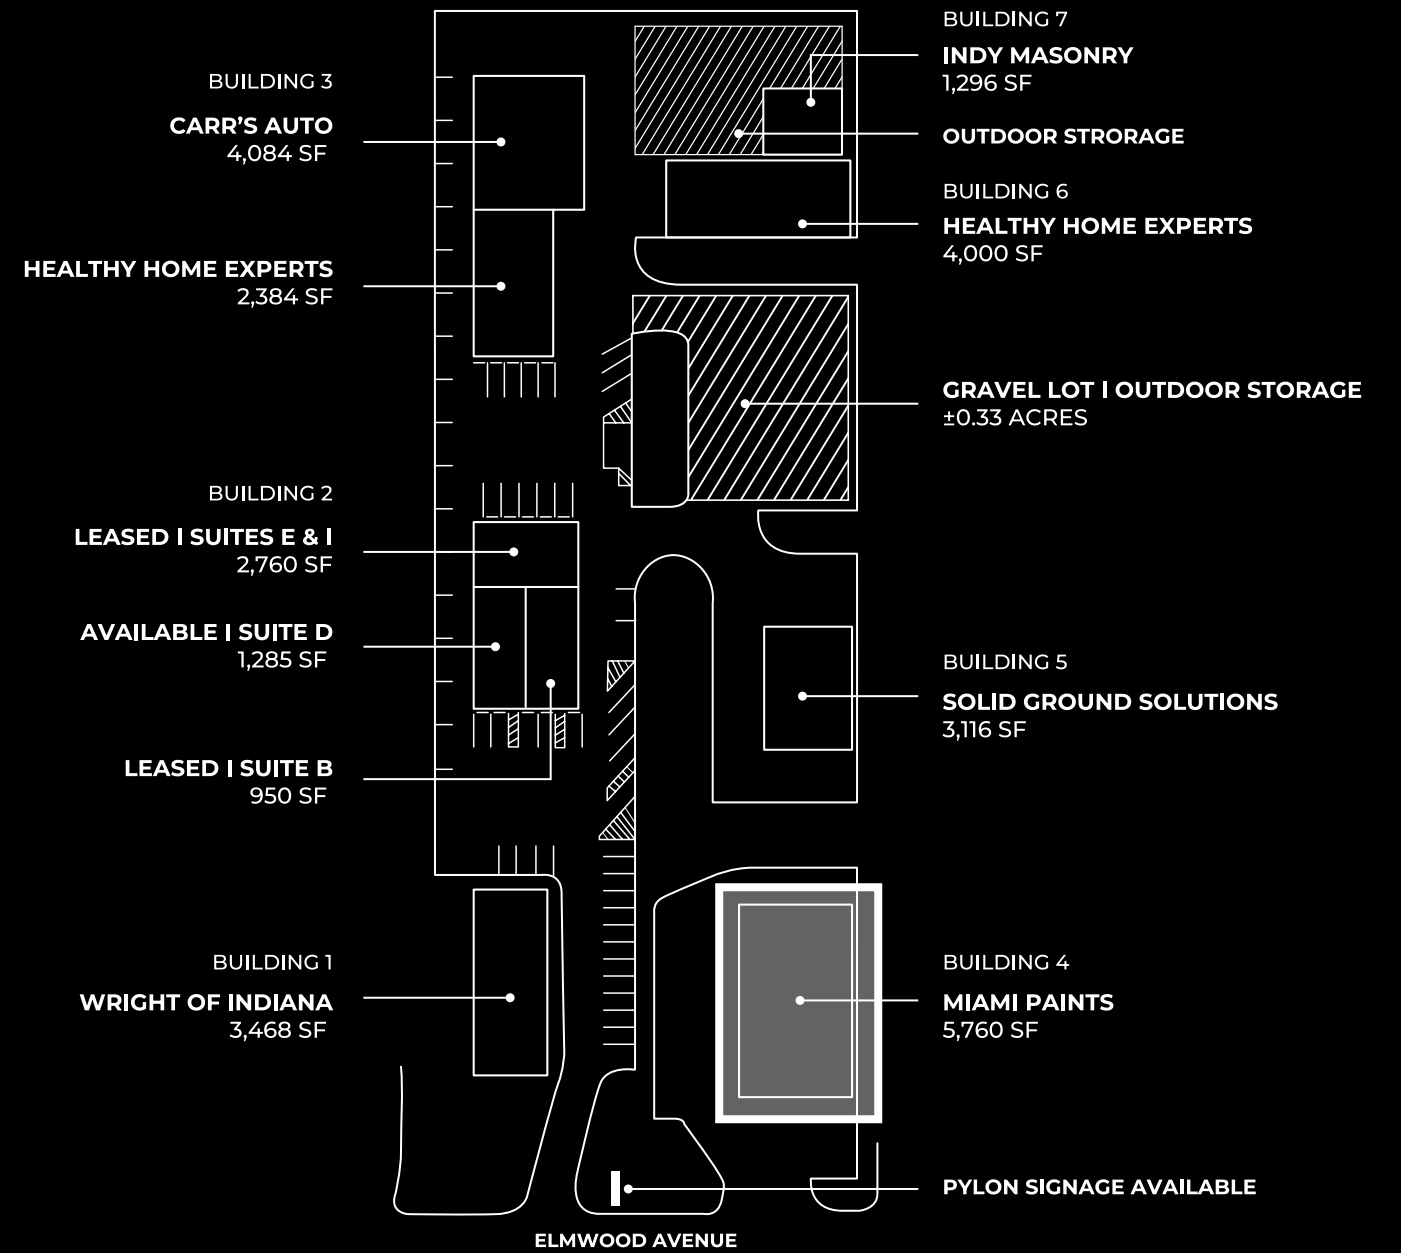 BUILDING 3
CARR'S AUTO
4,084 SF
HEALTHY HOME EXPERTS
2,384 SF
BUILDING 2
LEASED | SUITES E & I
2,760 SF
AVAILABLE | SUITE D
1,285 SF
LEASED | SUITE B
950 SF
BUILDING 1
WRIGHT OF INDIANA
3,468 SF
BUILDING 7
INDY MASONRY
1,296 SF
OUTDOOR STRORAGE
BUILDING 6
HEALTHY HOME EXPERTS
4,000 SF
GRAVEL LOT | OUTDOOR STORAGE
±0.33 ACRES
BUILDING 5
SOLID GROUND SOLUTIONS
3,116 SF
BUILDING 4
MIAMI PAINTS
5,760 SF
PYLON SIGNAGE AVAILABLE
ELMWOOD AVENUE